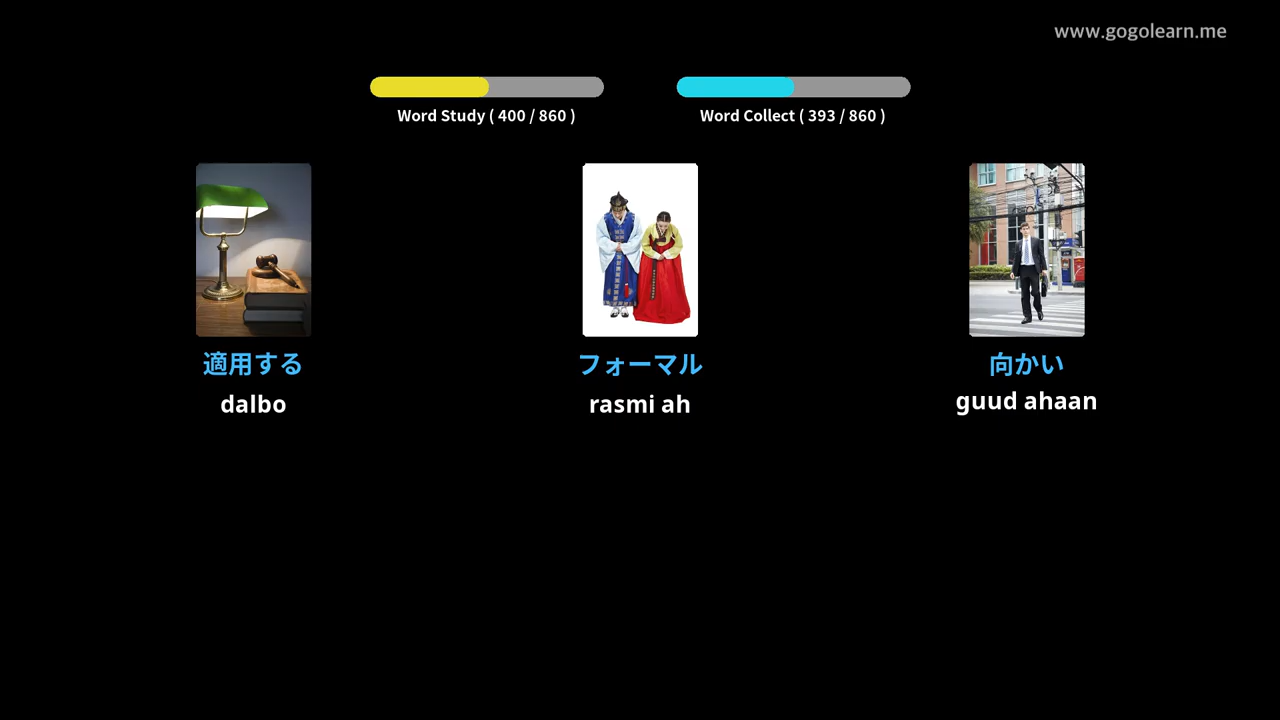 www.gogolearn.me
Word Study ( 400 / 860 )
Word Collect ( 393 / 860 )
適用する
フォーマル
向かい
dalbo
rasmi ah
guud ahaan